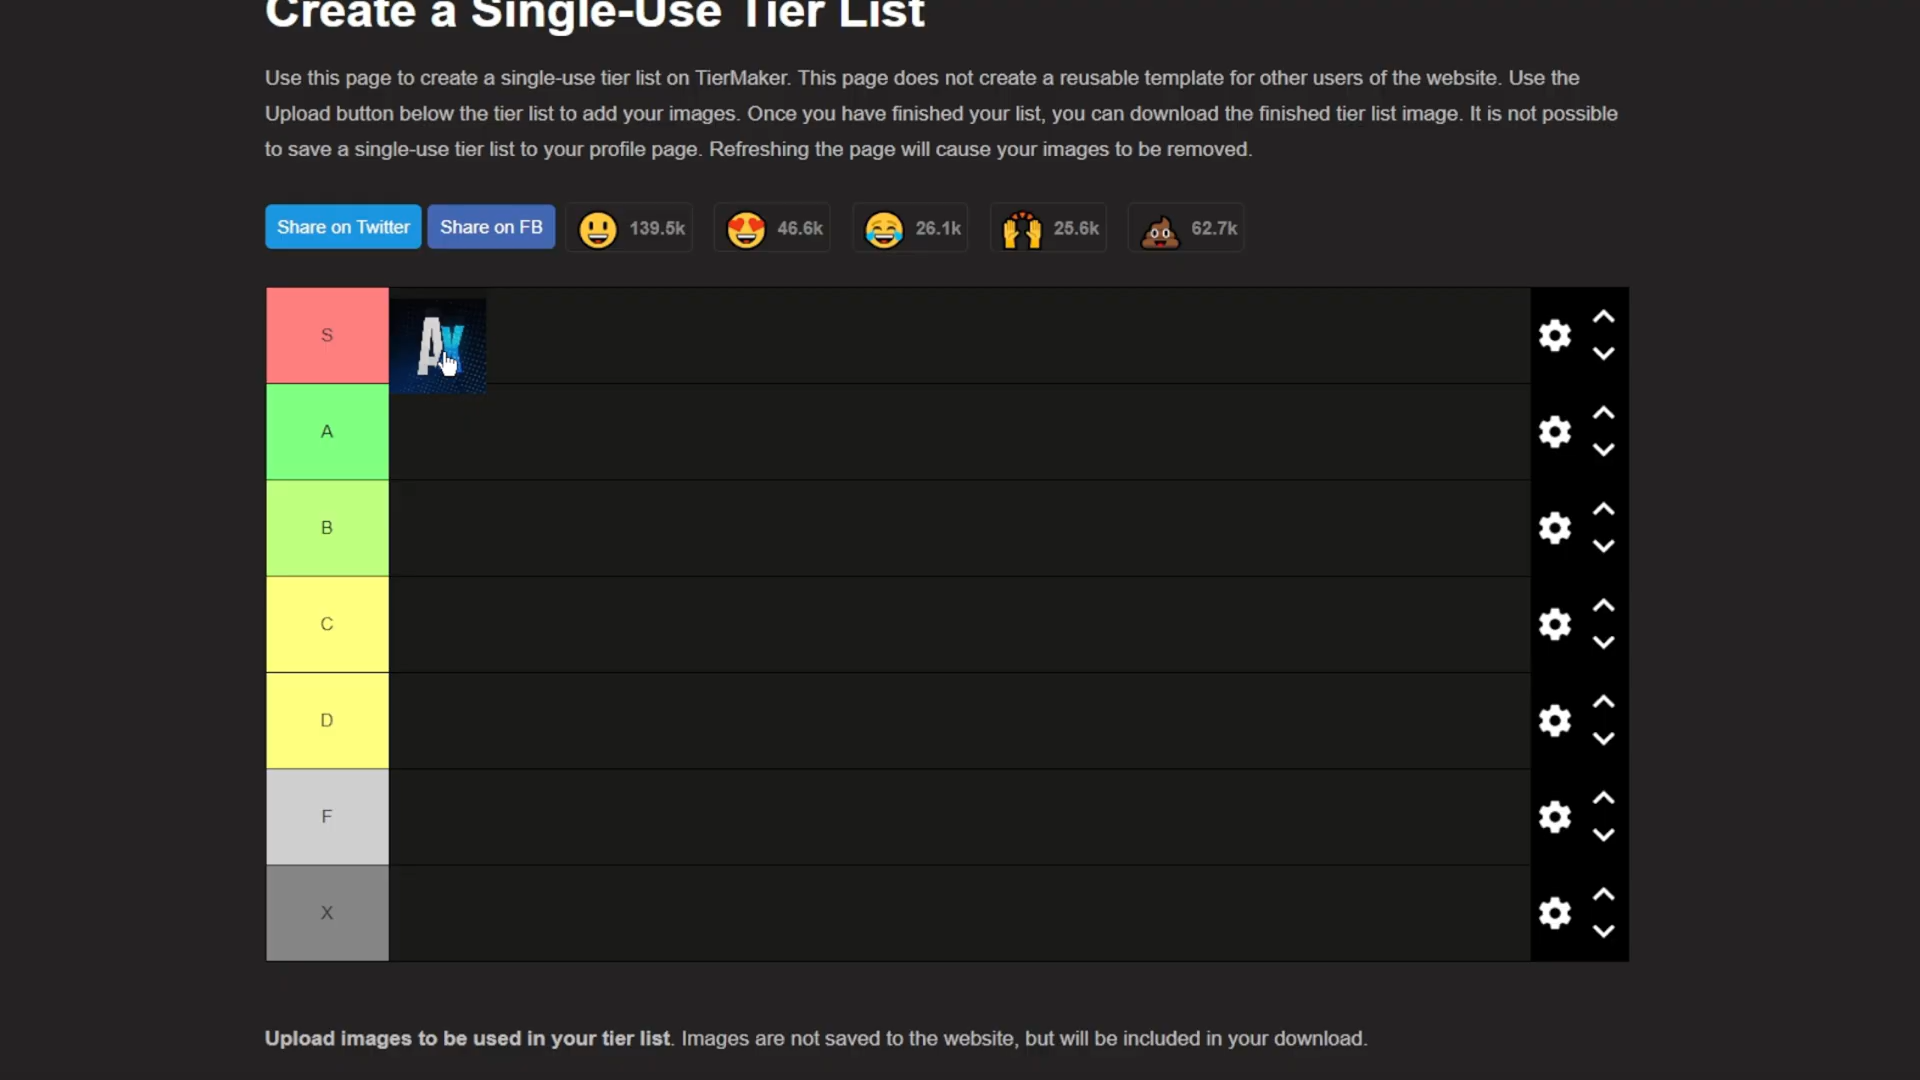 Create a Single-Use Tier List
Use this page to create a single-use tier list on TierMaker. This page does not create a reusable template for other users of the website. Use the
Upload button below the tier list to add your images. Once you have finished your list, you can download the finished tier list image. It is not possible
to save a single-use tier list to your profile page. Refreshing the page will cause your images to be removed.
Share on Twitter Share on FB 139.5k 46.6k 26.1k 25.6k 62.7k
S
A
B
C
D
F
X
Upload images to be used in your tier list. Images are not saved to the website, but will be included in your download.